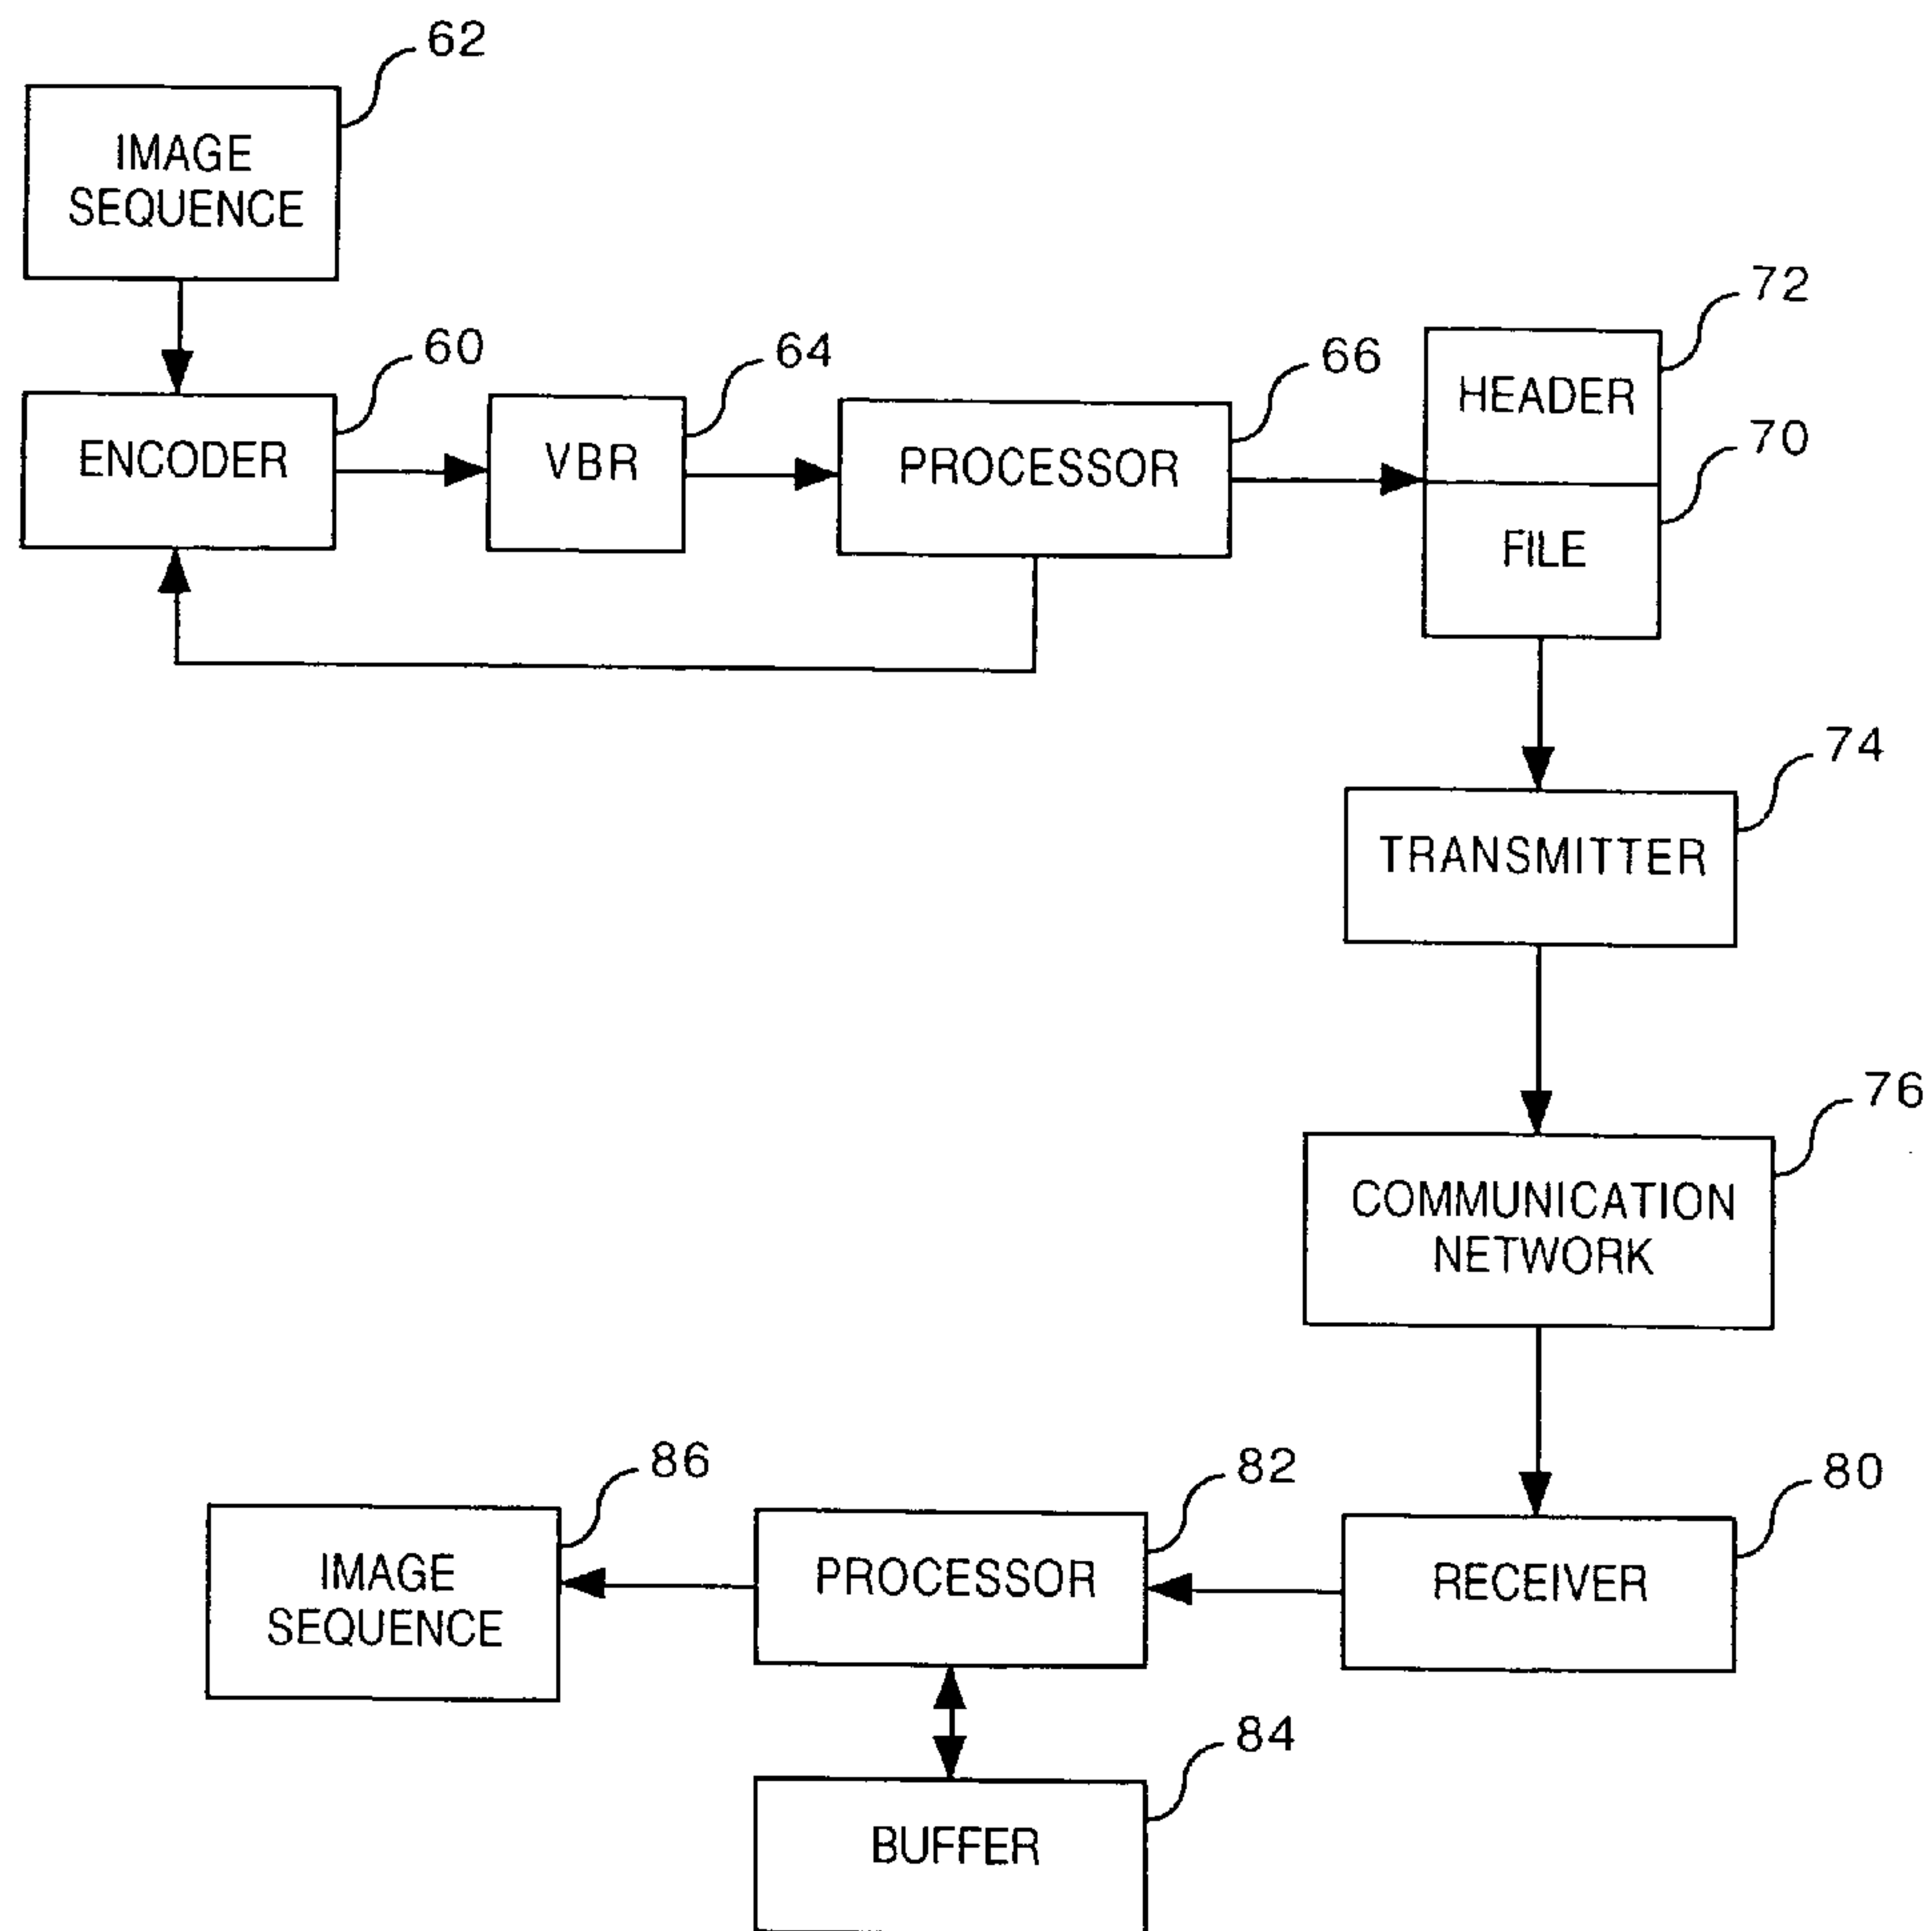 62
IMAGE
SEQUENCE
60
ENCODER
64
VBR
66
PROCESSOR
72
HEADER
70
FILE
74
TRANSMITTER
76
COMMUNICATION
NETWORK
86
IMAGE
SEQUENCE
82
PROCESSOR
80
RECEIVER
84
BUFFER